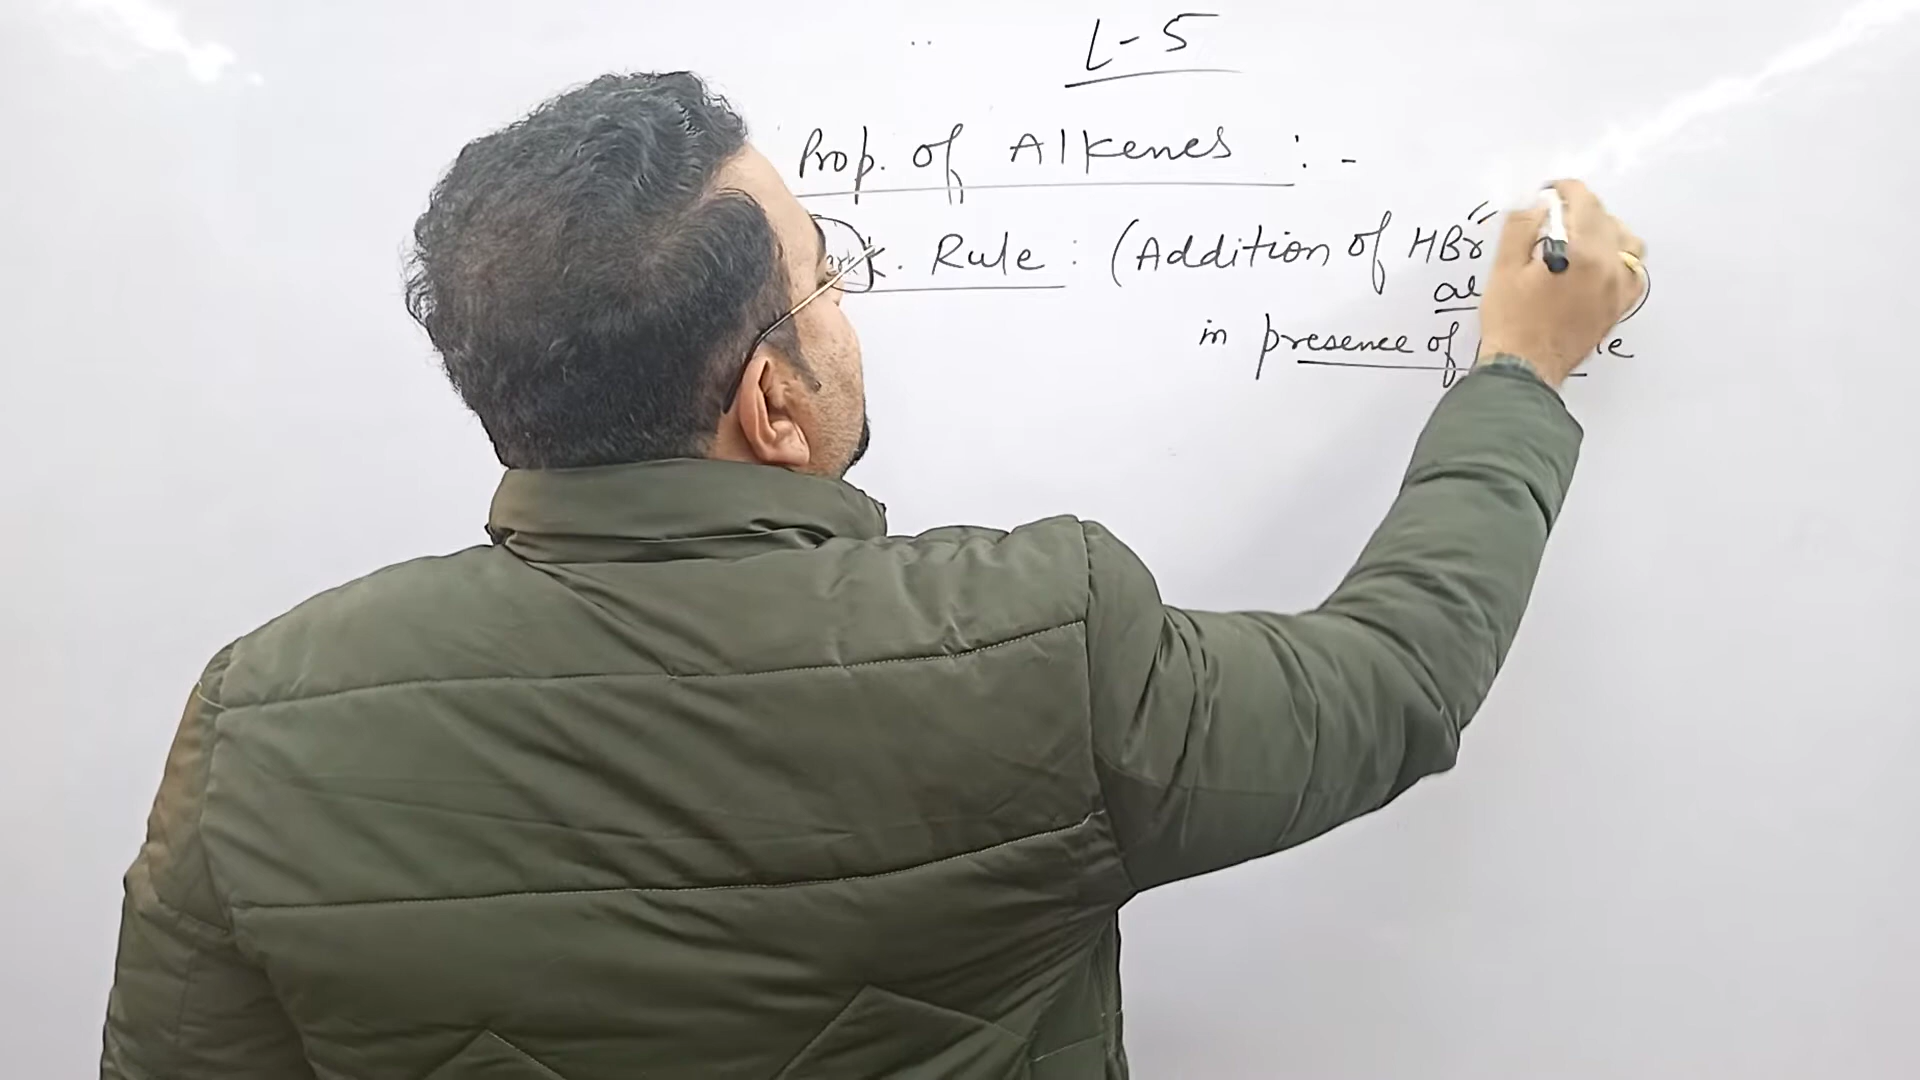 L-5
Prop. of Alkenes :-
Rule : (Addition of HBr
in presence of